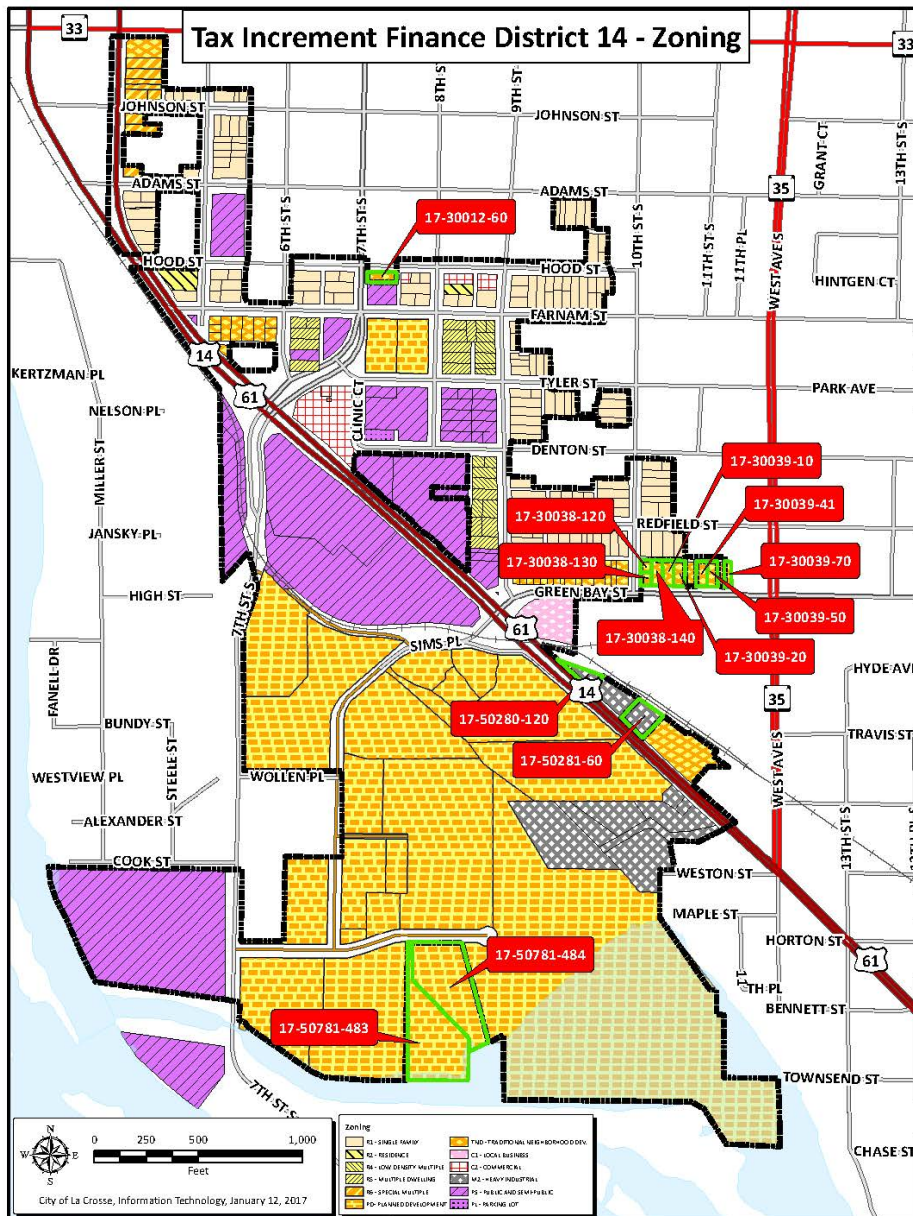 Tax Increment Finance District 14 - Zoning
33
33
8TH ST S
9TH ST S
JOHNSON ST
JOHNSON ST
GRANT CT
13TH ST S
ADAMS ST
ADAMS ST
35
6TH ST S
7TH ST S
17-30012-60
10TH ST S
11TH ST S
11TH PL
WEST AVE S
HOOD ST
HOOD ST
HINTGEN CT
FARNAM ST
14
KERTZMAN PL
61
TYLER ST
PARK AVE
NELSON PL
CLINIC CT
MILLER ST
DENTON ST
17-30039-10
17-30038-120
17-30039-41
REDFIELD ST
JANSKY PL
17-30038-130
17-30039-70
HIGH ST
7TH ST S
GREEN BAY ST
17-30039-50
61
SIMS PL
17-30038-140
17-30039-20
FANELL DR
HYDE AVE
14
35
17-50280-120
BUNDY ST
STEELE ST
TRAVIS ST
17-50281-60
WEST AVE S
WESTVIEW PL
WOLLEN PL
ALEXANDER ST
13TH ST S
COOK ST
WESTON ST
MAPLE ST
HORTON ST
17-50781-484
61
11
TH PL
BENNETT ST
17-50781-483
TOWNSEND ST
7TH ST S
CHASE ST
N
W E
S
0 250 500 1,000
Feet
City of La Crosse, Information Technology, January 12, 2017
Zoning
R1 - SINGLE FAMILY
R2 - RESIDENCE
R4 - LOW DENSITY MULTIPLE
R5 - MULTIPLE DWELLING
R6 - SPECIAL MULTIPLE
PD - PLANNED DEVELOPMENT
TND - TRADITIONAL NEIGHBORHOOD DEV.
C1 - LOCAL BUSINESS
C2 - COMMERCIAL
M2 - HEAVY INDUSTRIAL
PS - PUBLIC AND SEMI-PUBLIC
PL - PARKING LOT